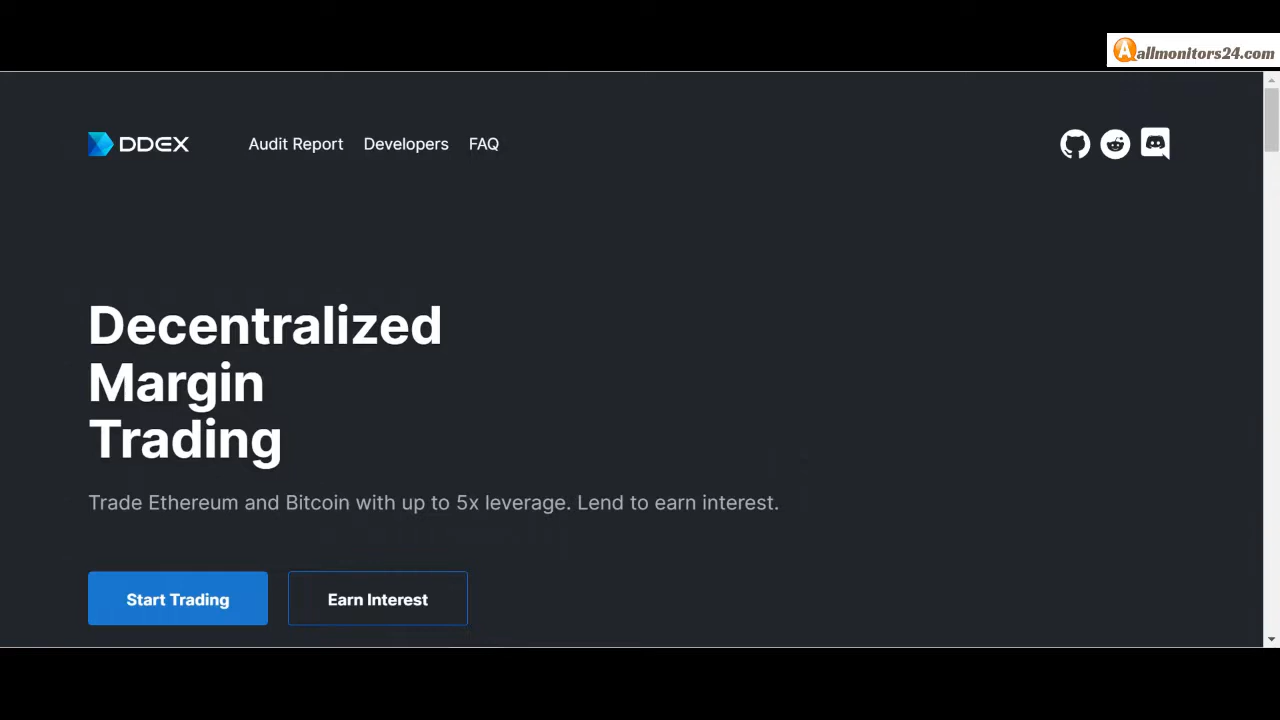 allmonitors24.com
DDEX Audit Report Developers FAQ
Decentralized
Margin
Trading
Trade Ethereum and Bitcoin with up to 5x leverage. Lend to earn interest.
Start Trading Earn Interest